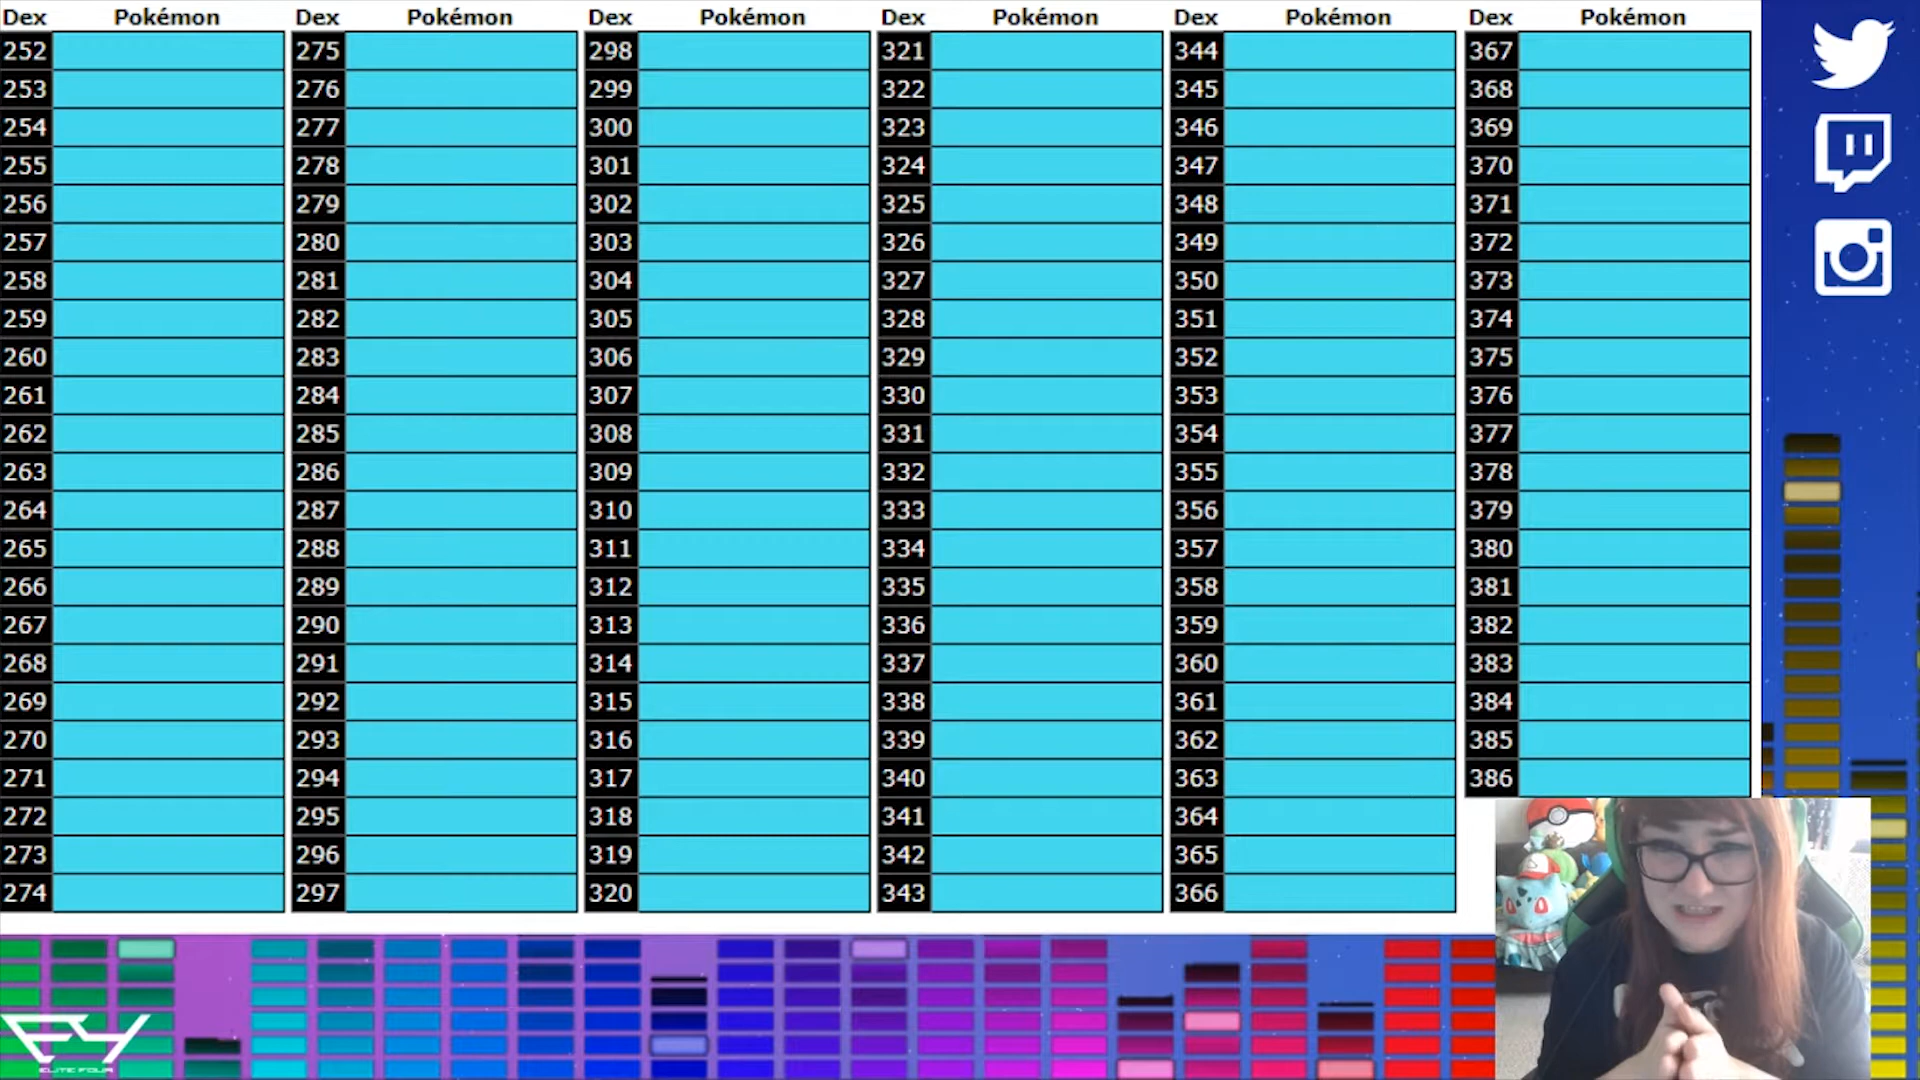 Dex Pokémon Dex Pokémon Dex Pokémon Dex Pokémon Dex Pokémon Dex Pokémon
252 275 298 321 344 367
253 276 299 322 345 368
254 277 300 323 346 369
255 278 301 324 347 370
256 279 302 325 348 371
257 280 303 326 349 372
258 281 304 327 350 373
259 282 305 328 351 374
260 283 306 329 352 375
261 284 307 330 353 376
262 285 308 331 354 377
263 286 309 332 355 378
264 287 310 333 356 379
265 288 311 334 357 380
266 289 312 335 358 381
267 290 313 336 359 382
268 291 314 337 360 383
269 292 315 338 361 384
270 293 316 339 362 385
271 294 317 340 363 386
272 295 318 341 364
273 296 319 342 365
274 297 320 343 366
ELITE FOUR